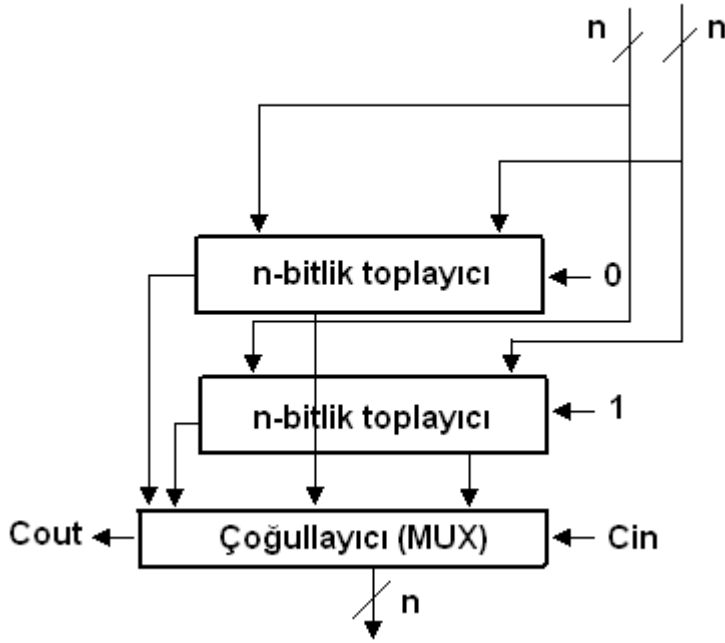 n n
n-bitlik toplayıcı 0
n-bitlik toplayıcı 1
Cout Çoğullayıcı (MUX) Cin
n